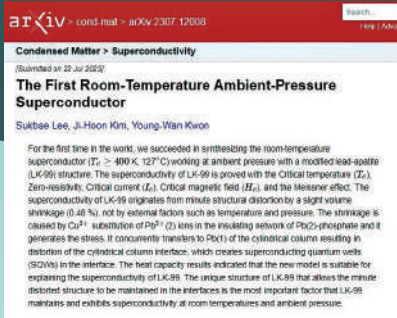 arXiv > cond-mat > arXiv 2307.12008
Search...
Help | Adva
Condensed Matter > Superconductivity
[Submitted on 22 Jul 2023]
The First Room-Temperature Ambient-Pressure
Superconductor
Sukbae Lee, Ji-Hoon Kim, Young-Wan Kwon
For the first time in the world, we succeeded in synthesizing the room-temperature
superconductor (Tc ≥ 400 K, 127°C) working at ambient pressure with a modified lead-apatite
(LK-99) structure. The superconductivity of LK-99 is proved with the Critical temperature (Tc),
Zero-resistivity, Critical current (Ic), Critical magnetic field (Hc), and the Meissner effect. The
superconductivity of LK-99 originates from minute structural distortion by a slight volume
shrinkage (0.48 %), not by external factors such as temperature and pressure. The shrinkage is
caused by Cu²⁺ substitution of Pb²⁺(2) ions in the insulating network of Pb(2)-phosphate and it
generates the stress. It concurrently transfers to Pb(1) of the cylindrical column resulting in
distortion of the cylindrical column interface, which creates superconducting quantum wells
(SQWs) in the interface. The heat capacity results indicated that the new model is suitable for
explaining the superconductivity of LK-99. The unique structure of LK-99 that allows the minute
distorted structure to be maintained in the interfaces is the most important factor that LK-99
maintains and exhibits superconductivity at room temperatures and ambient pressure.